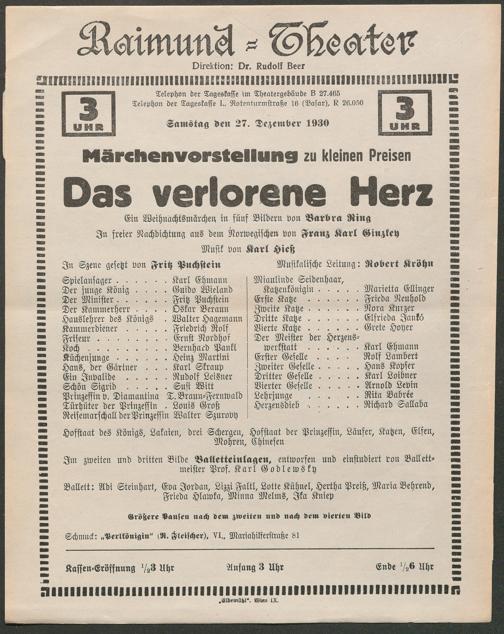 Raimund-Theater
Direktion: Dr. Rudolf Beer
3 UHR
Telephon der Tageskasse im Theatergebäude B 27.465
Telephon der Tageskasse I., Rotenturmstraße 16 (Basar), R 26.050
3 UHR
Samstag den 27. Dezember 1930
Märchenvorstellung zu kleinen Preisen
Das verlorene Herz
Ein Weihnachtsmärchen in fünf Bildern von Barbra Ring
In freier Nachdichtung aus dem Norwegischen von Franz Karl Ginzkey
Musik von Karl Hieß
In Szene gesetzt von Fritz Puchstein
Musikalische Leitung: Robert Kröhn
Spielansager . . . . . . Karl Ehmann
Der junge König . . . . Guido Wieland
Der Minister . . . . . . Fritz Puchstein
Der Kammerherr . . . . Oskar Beraun
Hauslehrer des Königs . Walter Hagemann
Kammerdiener . . . . . Friedrich Rolf
Friseur . . . . . . . . Ernst Nordhof
Koch . . . . . . . . . Bernhard Pankl
Küchenjunge . . . . . . Heinz Martini
Hans, der Gärtner . . . Karl Skraup
Ein Invalide . . . . . . Rudolf Leisner
Schön Sigrid . . . . . . Susi Witt
Prinzessin v. Diamantina T. Braun-Fernwald
Türhüter der Prinzessin . Louis Groß
Reisemarschall der Prinzessin Walter Szurovy
Miaulinde Seidenhaar,
Katzenkönigin . . . . Marietta Ellinger
Erste Katze . . . . . . Frieda Neuhold
Zweite Katze . . . . . Nora Kurzer
Dritte Katze . . . . . . Elfrieda Jankó
Vierte Katze . . . . . . Grete Hoyer
Der Meister der Herzens-
werkstatt . . . . . . Karl Ehmann
Erster Geselle . . . . . Rolf Lambert
Zweiter Geselle . . . . Hans Kopfer
Dritter Geselle . . . . . Karl Loibner
Vierter Geselle . . . . . Arnold Levin
Lehrjunge . . . . . . . Rita Babrée
Herzensdieb . . . . . . Richard Sallaba
Hofstaat des Königs, Lakaien, drei Schergen, Hofstaat der Prinzessin, Läufer, Katzen, Elfen,
Mohren, Chinesen
Im zweiten und dritten Bilde Balletteinlagen, entworfen und einstudiert von Ballett-
meister Prof. Karl Godlewsky
Ballett: Adi Steinhart, Eva Jordan, Lizzi Faltl, Lotte Kühnel, Hertha Preiß, Maria Behrend,
Frieda Hlawka, Minna Melms, Ika Kniep
Größere Pausen nach dem zweiten und nach dem vierten Bild
Schmuck: „Perlkönigin“ (R. Fleischer), VI., Mariahilferstraße 81
Kassen-Eröffnung 1/23 Uhr
Anfang 3 Uhr
Ende 1/26 Uhr
„Elbemühl“, Wien IX.